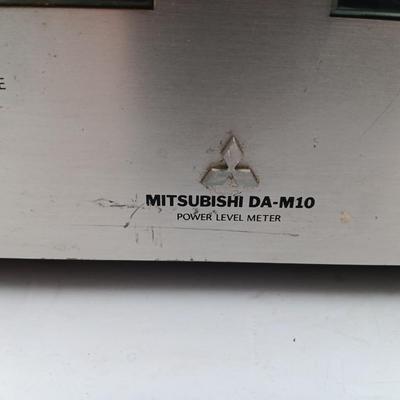 MITSUBISHI DA-M10
POWER LEVEL METER